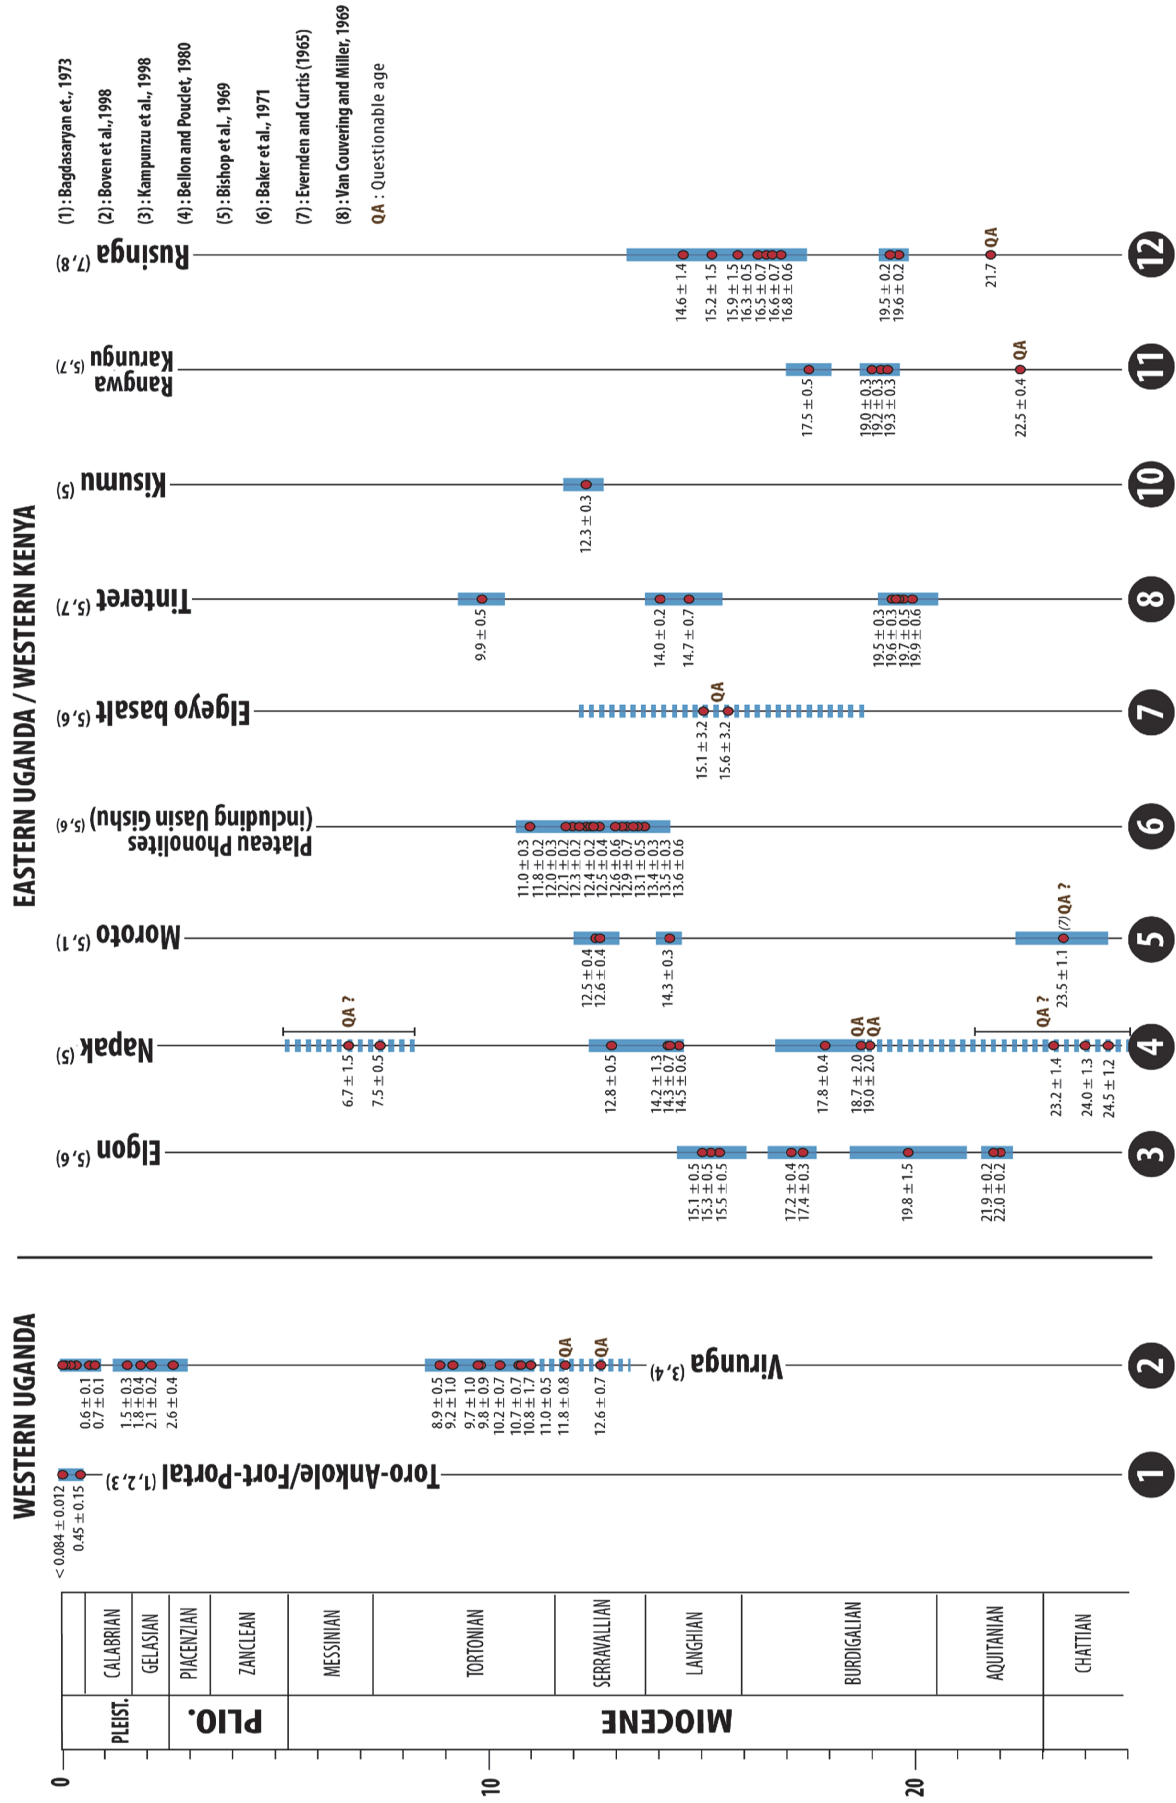 WESTERN UGANDA
EASTERN UGANDA / WESTERN KENYA
0
10
20
PLEIST.
PLIO.
MIOCENE
CALABRIAN
GELASIAN
PIACENZIAN
ZANCLEAN
MESSINIAN
TORTONIAN
SERRAVALLIAN
LANGHIAN
BURDIGALIAN
AQUITANIAN
CHATTIAN
Toro-Ankole/Fort-Portal (1, 2, 3)
< 0.084 ± 0.012
0.45 ± 0.15
1
Virunga (3, 4)
0.6 ± 0.1
0.7 ± 0.1
1.5 ± 0.3
1.8 ± 0.4
2.1 ± 0.2
2.6 ± 0.4
8.9 ± 0.5
9.2 ± 1.0
9.7 ± 1.0
9.8 ± 0.9
10.2 ± 0.7
10.7 ± 0.7
10.8 ± 1.7
11.0 ± 0.5
11.8 ± 0.8
QA
12.6 ± 0.7
QA
2
Elgon (5,6)
15.1 ± 0.5
15.3 ± 0.5
15.5 ± 0.5
17.2 ± 0.4
17.4 ± 0.3
19.8 ± 1.5
21.9 ± 0.2
22.0 ± 0.2
3
Napak (5)
6.7 ± 1.5
QA ?
7.5 ± 0.5
12.8 ± 0.5
14.2 ± 1.3
14.3 ± 0.7
14.5 ± 0.6
17.8 ± 0.4
18.7 ± 2.0
QA
19.0 ± 2.0
QA
23.2 ± 1.4
QA ?
24.0 ± 1.3
24.5 ± 1.2
4
Moroto (5,1)
12.5 ± 0.4
12.6 ± 0.4
14.3 ± 0.3
23.5 ± 1.1
(7) QA ?
5
Plateau Phonolites
(including Uasin Gishu) (5,6)
11.0 ± 0.3
11.8 ± 0.2
12.0 ± 0.3
12.1 ± 0.2
12.3 ± 0.2
12.4 ± 0.2
12.5 ± 0.4
12.6 ± 0.6
12.9 ± 0.7
13.1 ± 0.5
13.4 ± 0.3
13.5 ± 0.3
13.6 ± 0.6
6
Elgeyo basalt (5,6)
15.1 ± 3.2
QA
15.6 ± 3.2
7
Tinteret (5,7)
9.9 ± 0.5
14.0 ± 0.2
14.7 ± 0.7
19.5 ± 0.3
19.6 ± 0.3
19.7 ± 0.5
19.9 ± 0.6
8
Kisumu (5)
12.3 ± 0.3
10
Rangwa
Karungu (5,7)
17.5 ± 0.5
19.0 ± 0.3
19.2 ± 0.3
19.3 ± 0.3
22.5 ± 0.4
QA
11
Rusinga (7,8)
14.6 ± 1.4
15.2 ± 1.5
15.9 ± 1.5
16.3 ± 0.5
16.5 ± 0.7
16.6 ± 0.7
16.8 ± 0.6
19.5 ± 0.2
19.6 ± 0.2
21.7
QA
12
(1) : Bagdasaryan et., 1973
(2) : Boven et al.,1998
(3) : Kampunzu et al., 1998
(4) : Bellon and Pouclet, 1980
(5) : Bishop et al., 1969
(6) : Baker et al., 1971
(7) : Evernden and Curtis (1965)
(8) : Van Couvering and Miller, 1969
QA : Questionable age